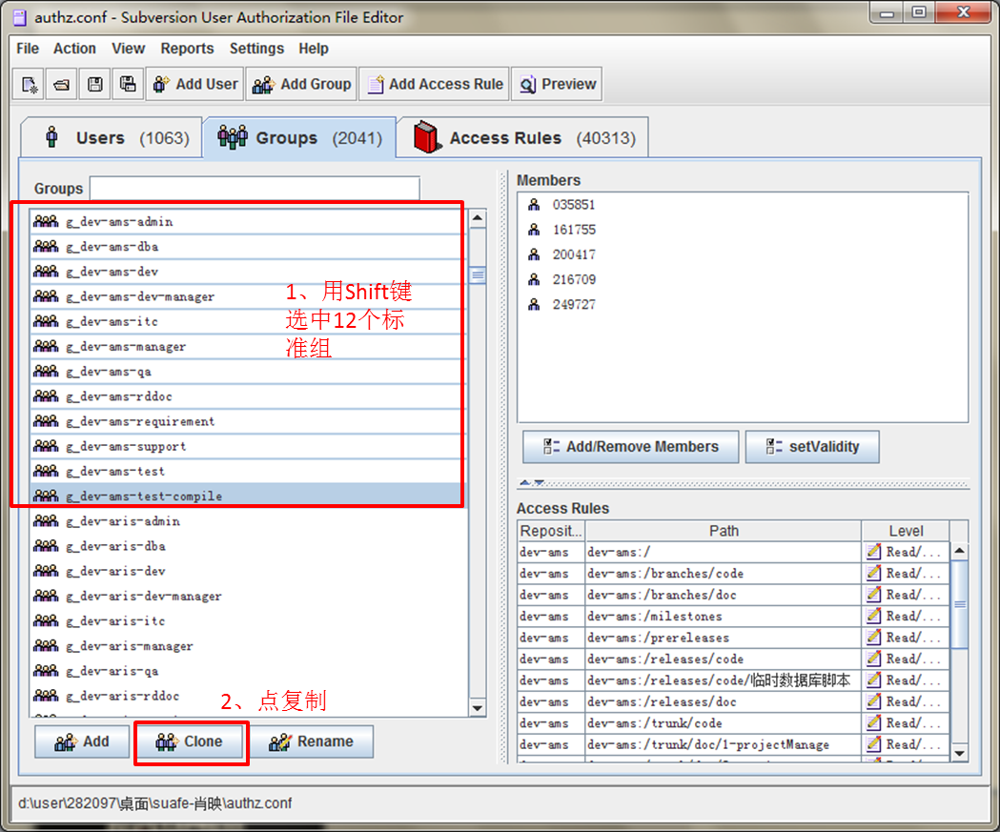 authz.conf - Subversion User Authorization File Editor
File Action View Reports Settings Help
Add User Add Group Add Access Rule Preview
Users (1063) Groups (2041) Access Rules (40313)
Groups
g_dev-ams-admin
g_dev-ams-dba
g_dev-ams-dev
g_dev-ams-dev-manager
g_dev-ams-itc
g_dev-ams-manager
g_dev-ams-qa
g_dev-ams-rddoc
g_dev-ams-requirement
g_dev-ams-support
g_dev-ams-test
g_dev-ams-test-compile
g_dev-aris-admin
g_dev-aris-dba
g_dev-aris-dev
g_dev-aris-dev-manager
g_dev-aris-itc
g_dev-aris-manager
g_dev-aris-qa
g_dev-aris-rddoc
1、用Shift键
选中12个标
准组
2、点复制
Add Clone Rename
Members
035851
161755
200417
216709
249727
Add/Remove Members setValidity
Access Rules
Reposit... Path Level
dev-ams dev-ams:/ Read/...
dev-ams dev-ams:/branches/code Read/...
dev-ams dev-ams:/branches/doc Read/...
dev-ams dev-ams:/milestones Read/...
dev-ams dev-ams:/prereleases Read/...
dev-ams dev-ams:/releases/code Read/...
dev-ams dev-ams:/releases/code/临时数据库脚本 Read/...
dev-ams dev-ams:/releases/doc Read/...
dev-ams dev-ams:/trunk/code Read/...
dev-ams dev-ams:/trunk/doc/1-projectManage Read/...
d:\user\282097\桌面\suafe-肖映\authz.conf